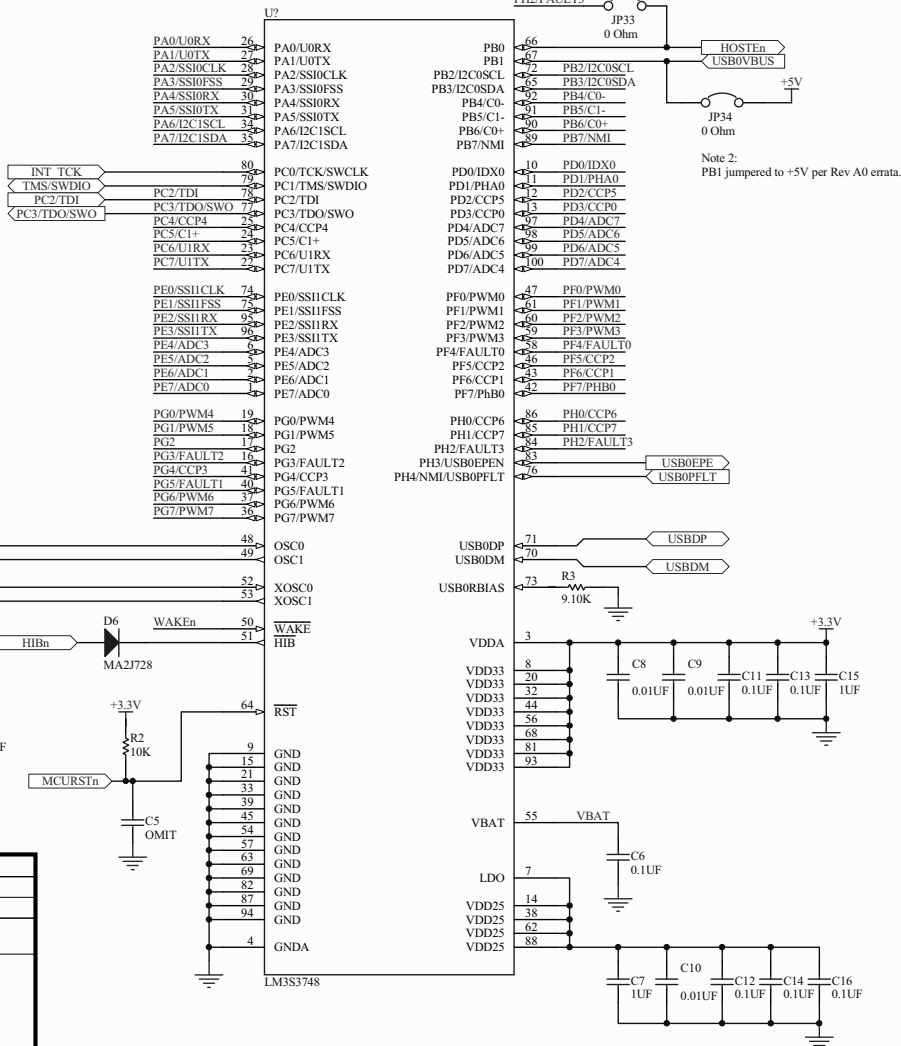 PH2/FAULT3
JP33
0 Ohm
U?
HOSTEn
USB0VBUS
+5V
JP34
0 Ohm
Note 2:
PB1 jumpered to +5V per Rev A0 errata.
PA0/U0RX 26 PA0/U0RX
PA1/U0TX 27 PA1/U0TX
PA2/SSI0CLK 28 PA2/SSI0CLK
PA3/SSI0FSS 29 PA3/SSI0FSS
PA4/SSI0RX 30 PA4/SSI0RX
PA5/SSI0TX 31 PA5/SSI0TX
PA6/I2C1SCL 34 PA6/I2C1SCL
PA7/I2C1SDA 35 PA7/I2C1SDA
PB0 66
PB1 67
PB2/I2C0SCL 72 PB2/I2C0SCL
PB3/I2C0SDA 65 PB3/I2C0SDA
PB4/C0- 92 PB4/C0-
PB5/C1- 91 PB5/C1-
PB6/C0+ 90 PB6/C0+
PB7/NMI 89 PB7/NMI
INT_TCK 80 PC0/TCK/SWCLK
TMS/SWDIO 79 PC1/TMS/SWDIO
PC2/TDI PC2/TDI 78 PC2/TDI
PC3/TDO/SWO PC3/TDO/SWO 77 PC3/TDO/SWO
PC4/CCP4 25 PC4/CCP4
PC5/C1+ 24 PC5/C1+
PC6/U1RX 23 PC6/U1RX
PC7/U1TX 22 PC7/U1TX
PD0/IDX0 10 PD0/IDX0
PD1/PHA0 11 PD1/PHA0
PD2/CCP5 12 PD2/CCP5
PD3/CCP0 13 PD3/CCP0
PD4/ADC7 97 PD4/ADC7
PD5/ADC6 98 PD5/ADC6
PD6/ADC5 99 PD6/ADC5
PD7/ADC4 100 PD7/ADC4
PE0/SSI1CLK 74 PE0/SSI1CLK
PE1/SSI1FSS 75 PE1/SSI1FSS
PE2/SSI1RX 95 PE2/SSI1RX
PE3/SSI1TX 96 PE3/SSI1TX
PE4/ADC3 6 PE4/ADC3
PE5/ADC2 5 PE5/ADC2
PE6/ADC1 2 PE6/ADC1
PE7/ADC0 1 PE7/ADC0
PF0/PWM0 47 PF0/PWM0
PF1/PWM1 61 PF1/PWM1
PF2/PWM2 60 PF2/PWM2
PF3/PWM3 59 PF3/PWM3
PF4/FAULT0 58 PF4/FAULT0
PF5/CCP2 46 PF5/CCP2
PF6/CCP1 43 PF6/CCP1
PF7/PhB0 42 PF7/PHB0
PG0/PWM4 19 PG0/PWM4
PG1/PWM5 18 PG1/PWM5
PG2 17 PG2
PG3/FAULT2 16 PG3/FAULT2
PG4/CCP3 41 PG4/CCP3
PG5/FAULT1 40 PG5/FAULT1
PG6/PWM6 37 PG6/PWM6
PG7/PWM7 36 PG7/PWM7
PH0/CCP6 86 PH0/CCP6
PH1/CCP7 85 PH1/CCP7
PH2/FAULT3 84 PH2/FAULT3
PH3/USB0EPEN 83 USB0EPE
PH4/NMI/USB0PFLT 76 USB0PFLT
48 OSC0
49 OSC1
52 XOSC0
53 XOSC1
USB0DP 71 USBDP
USB0DM 70 USBDM
USB0RBIAS 73 R3
9.10K
HIBn
D6
MA2J728
WAKEn 50 WAKE
51 HIB
VDDA 3
+3.3V
VDD33 8
VDD33 20
VDD33 32
VDD33 44
VDD33 56
VDD33 68
VDD33 81
VDD33 93
C8
0.01UF
C9
0.01UF
C11
0.1UF
C13
0.1UF
C15
1UF
+3.3V
64 RST
R2
10K
F
MCURSTn
C5
OMIT
9 GND
15 GND
21 GND
33 GND
39 GND
45 GND
54 GND
57 GND
63 GND
69 GND
82 GND
87 GND
94 GND
4 GNDA
VBAT 55 VBAT
C6
0.1UF
LDO 7
VDD25 14
VDD25 38
VDD25 62
VDD25 88
C7
1UF
C10
0.01UF
C12
0.1UF
C14
0.1UF
C16
0.1UF
LM3S3748